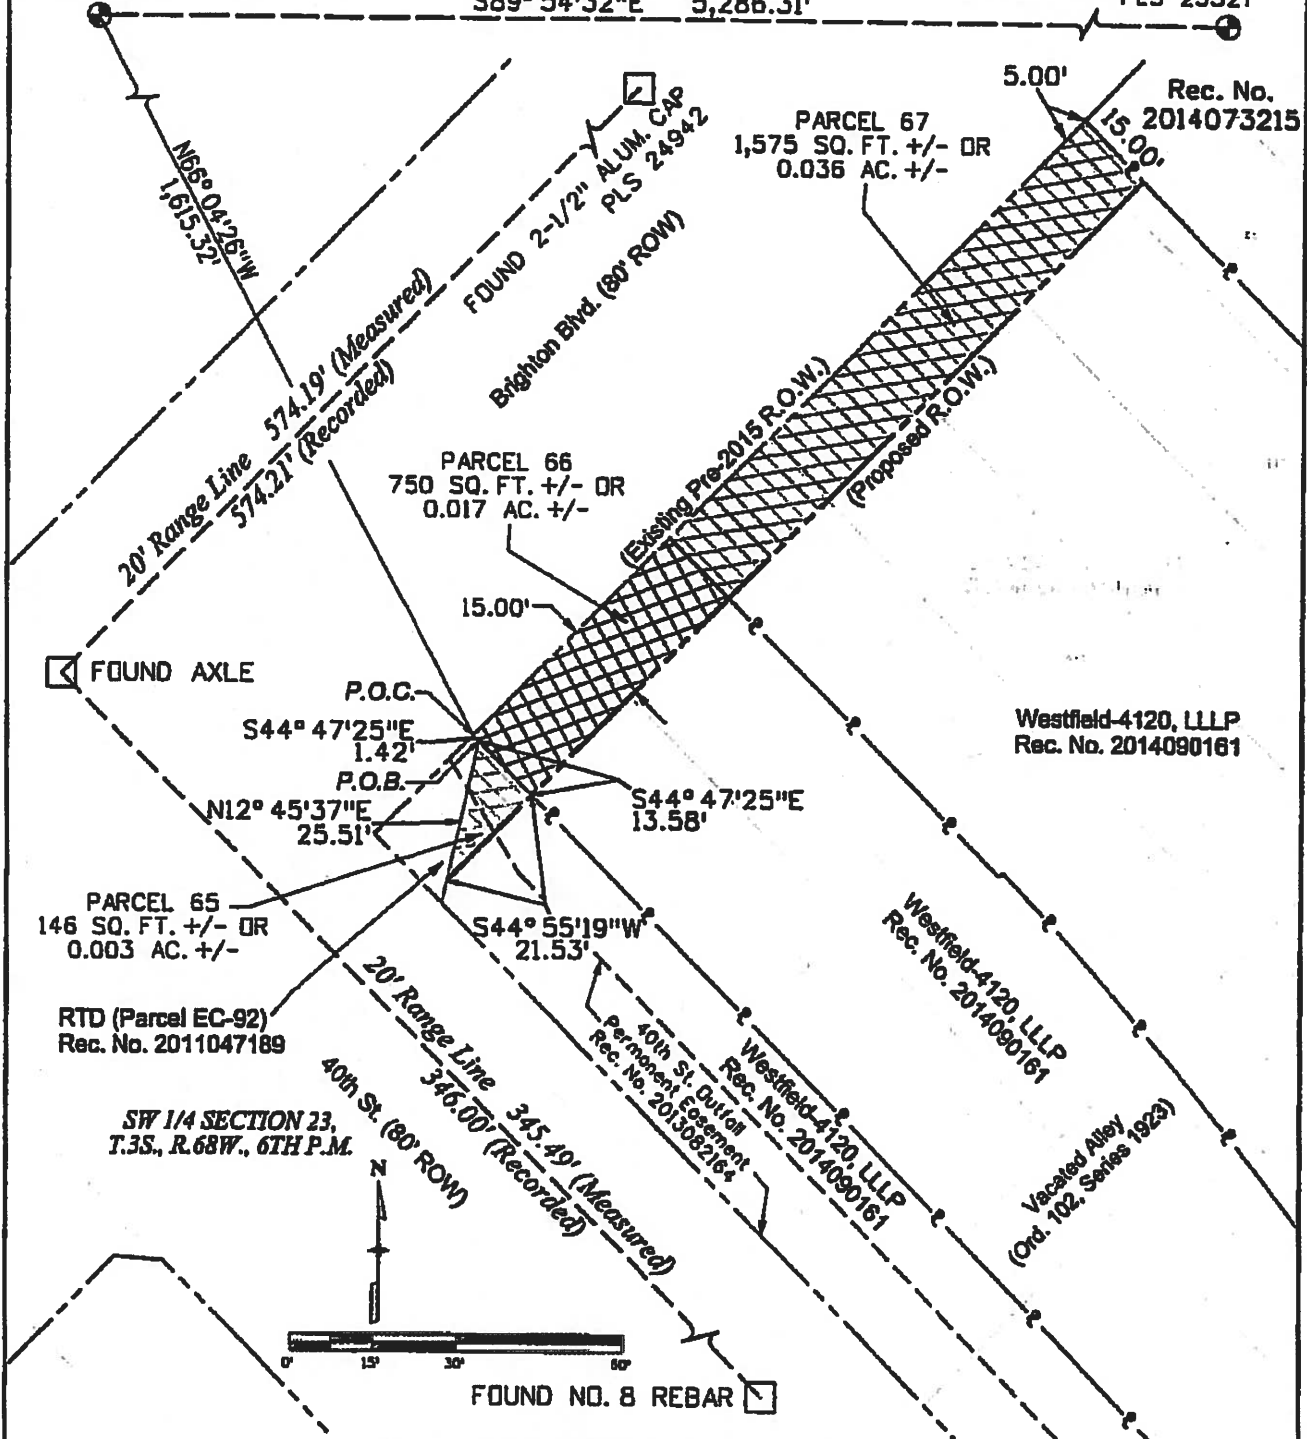 S89°54'32"E 5,286.31'
PLS 23521
5.00'
Rec. No.
2014073215
15.00'
PARCEL 67
1,575 SQ. FT. +/- OR
0.036 AC. +/-
N66°04'26"W
1,615.32'
FOUND 2-1/2" ALUM. CAP
PLS 24942
Brighton Blvd. (80' ROW)
20' Range Line 574.19' (Measured)
574.21' (Recorded)
(Existing Pre-2015 R.O.W.)
(Proposed R.O.W.)
PARCEL 66
750 SQ. FT. +/- OR
0.017 AC. +/-
15.00'
FOUND AXLE
P.O.C.
S44°47'25"E
1.42'
P.O.B.
N12°45'37"E
25.51'
S44°47'25"E
13.58'
Westfield-4120, LLLP
Rec. No. 2014090161
PARCEL 65
146 SQ. FT. +/- OR
0.003 AC. +/-
S44°55'19"W
21.53'
RTD (Parcel EC-92)
Rec. No. 2011047189
Westfield-4120, LLLP
Rec. No. 2014090161
20' Range Line 345.49' (Measured)
346.00' (Recorded)
40th St. (80' ROW)
40th St. Outfall
Permanent Easement
Rec. No. 2013082164
Westfield-4120, LLLP
Rec. No. 2014090161
Vacated Alley
(Ord. 102, Series 1923)
SW 1/4 SECTION 23,
T.3S., R.68W., 6TH P.M.
N
0' 15' 30' 60'
FOUND NO. 8 REBAR